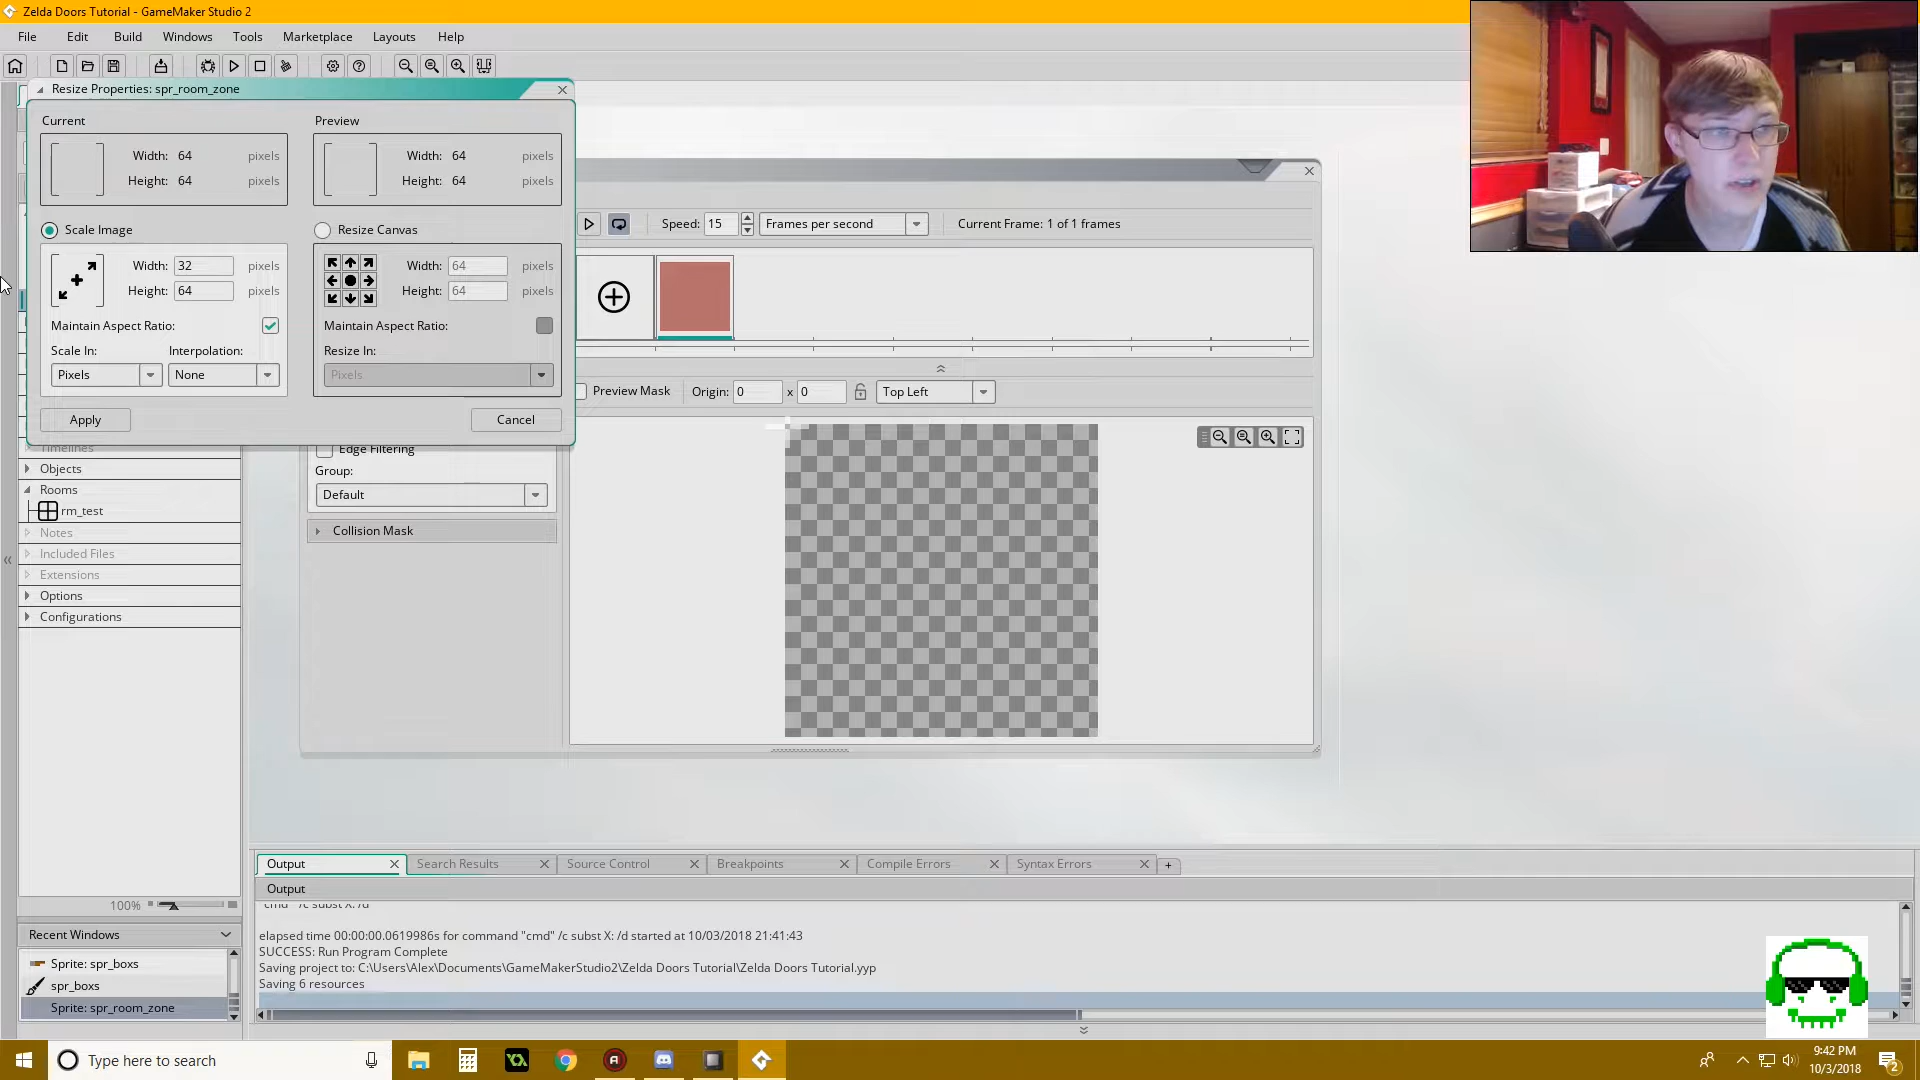 Zelda Doors Tutorial - GameMaker Studio 2
File Edit Build Windows Tools Marketplace Layouts Help
Resize Properties: spr_room_zone
Current Preview
Width: 64 pixels Width: 64 pixels
Height: 64 pixels Height: 64 pixels
Scale Image Resize Canvas
Width: 32 pixels Width: 64 pixels
Height: 64 pixels Height: 64 pixels
Maintain Aspect Ratio: Maintain Aspect Ratio:
Scale In: Interpolation: Resize In:
Pixels None Pixels
Apply Cancel
Speed: 15 Frames per second Current Frame: 1 of 1 frames
Preview Mask Origin: 0 x 0 Top Left
Edge Filtering
Group:
Default
Collision Mask
Timelines
Objects
Rooms
rm_test
Notes
Included Files
Extensions
Options
Configurations
100%
Recent Windows
Sprite: spr_boxs
spr_boxs
Sprite: spr_room_zone
Output Search Results Source Control Breakpoints Compile Errors Syntax Errors
Output
"cmd" /c subst X: /d
elapsed time 00:00:00.0619986s for command "cmd" /c subst X: /d started at 10/03/2018 21:41:43
SUCCESS: Run Program Complete
Saving project to: C:\Users\Alex\Documents\GameMakerStudio2\Zelda Doors Tutorial\Zelda Doors Tutorial.yyp
Saving 6 resources
Type here to search
9:42 PM
10/3/2018
2